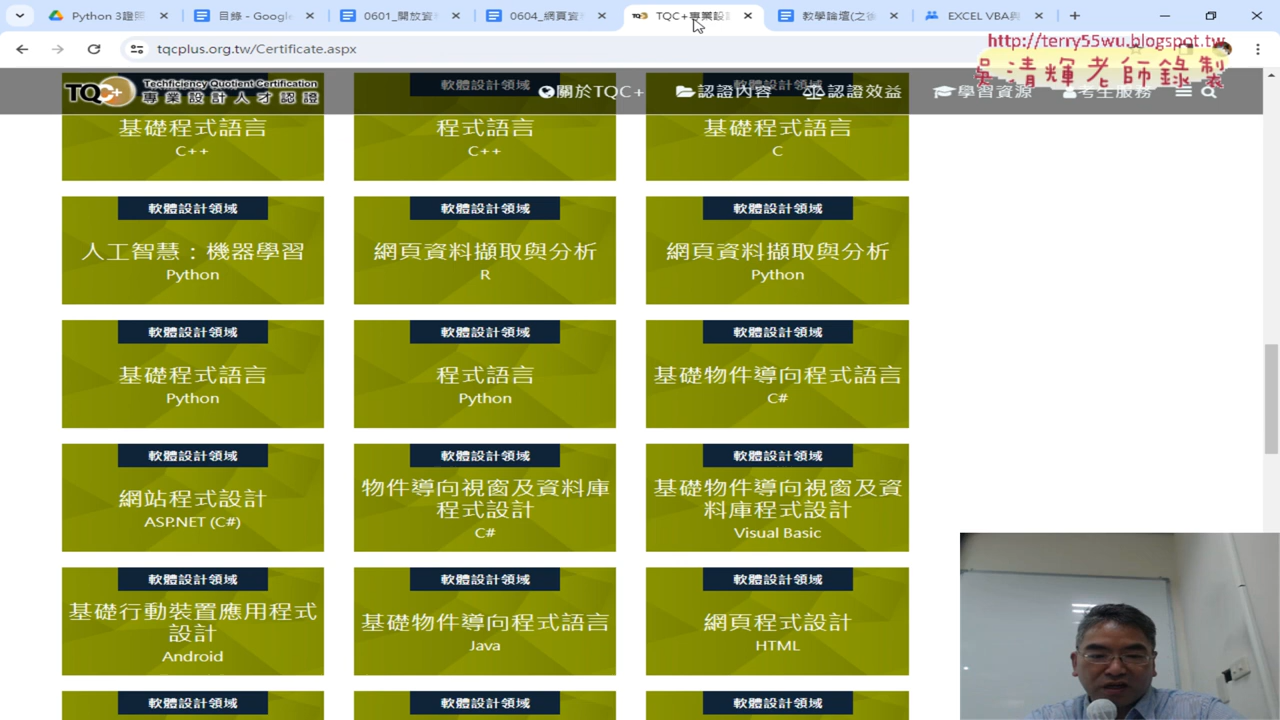 Python 3證照
目錄 - Google
0601_開放資
0604_網頁資
TQC+專業設
教學論壇(之後
EXCEL VBA與
tqcplus.org.tw/Certificate.aspx
http://terry55wu.blogspot.tw
吳清輝老師錄製
TQC+
Techficiency Quotient Certification
專業設計人才認證
關於TQC+
認證內容
認證效益
學習資源
考生服務
軟體設計領域
軟體設計領域
基礎程式語言
C++
程式語言
C++
基礎程式語言
C
軟體設計領域
人工智慧：機器學習
Python
軟體設計領域
網頁資料擷取與分析
R
軟體設計領域
網頁資料擷取與分析
Python
軟體設計領域
基礎程式語言
Python
軟體設計領域
程式語言
Python
軟體設計領域
基礎物件導向程式語言
C#
軟體設計領域
網站程式設計
ASP.NET (C#)
軟體設計領域
物件導向視窗及資料庫
程式設計
C#
軟體設計領域
基礎物件導向視窗及資
料庫程式設計
Visual Basic
軟體設計領域
基礎行動裝置應用程式
設計
Android
軟體設計領域
基礎物件導向程式語言
Java
軟體設計領域
網頁程式設計
HTML
軟體設計領域
軟體設計領域
軟體設計領域